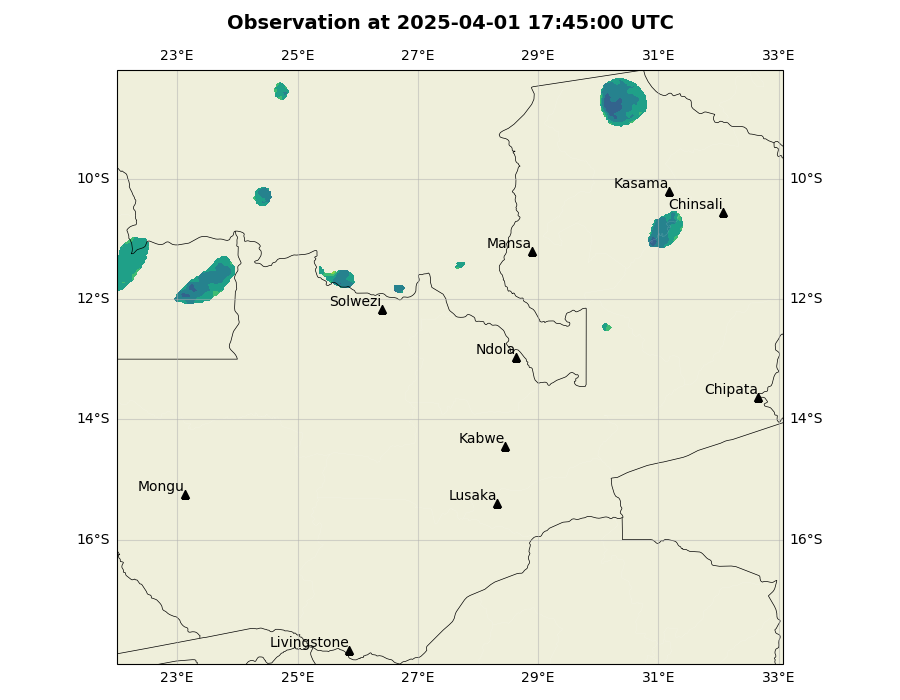 Observation at 2025-04-01 17:45:00 UTC
23°E 25°E 27°E 29°E 31°E 33°E
10°S 10°S
Kasama
Chinsali
Mansa
12°S 12°S
Solwezi
Ndola
Chipata
14°S 14°S
Kabwe
Mongu
Lusaka
16°S 16°S
Livingstone
23°E 25°E 27°E 29°E 31°E 33°E